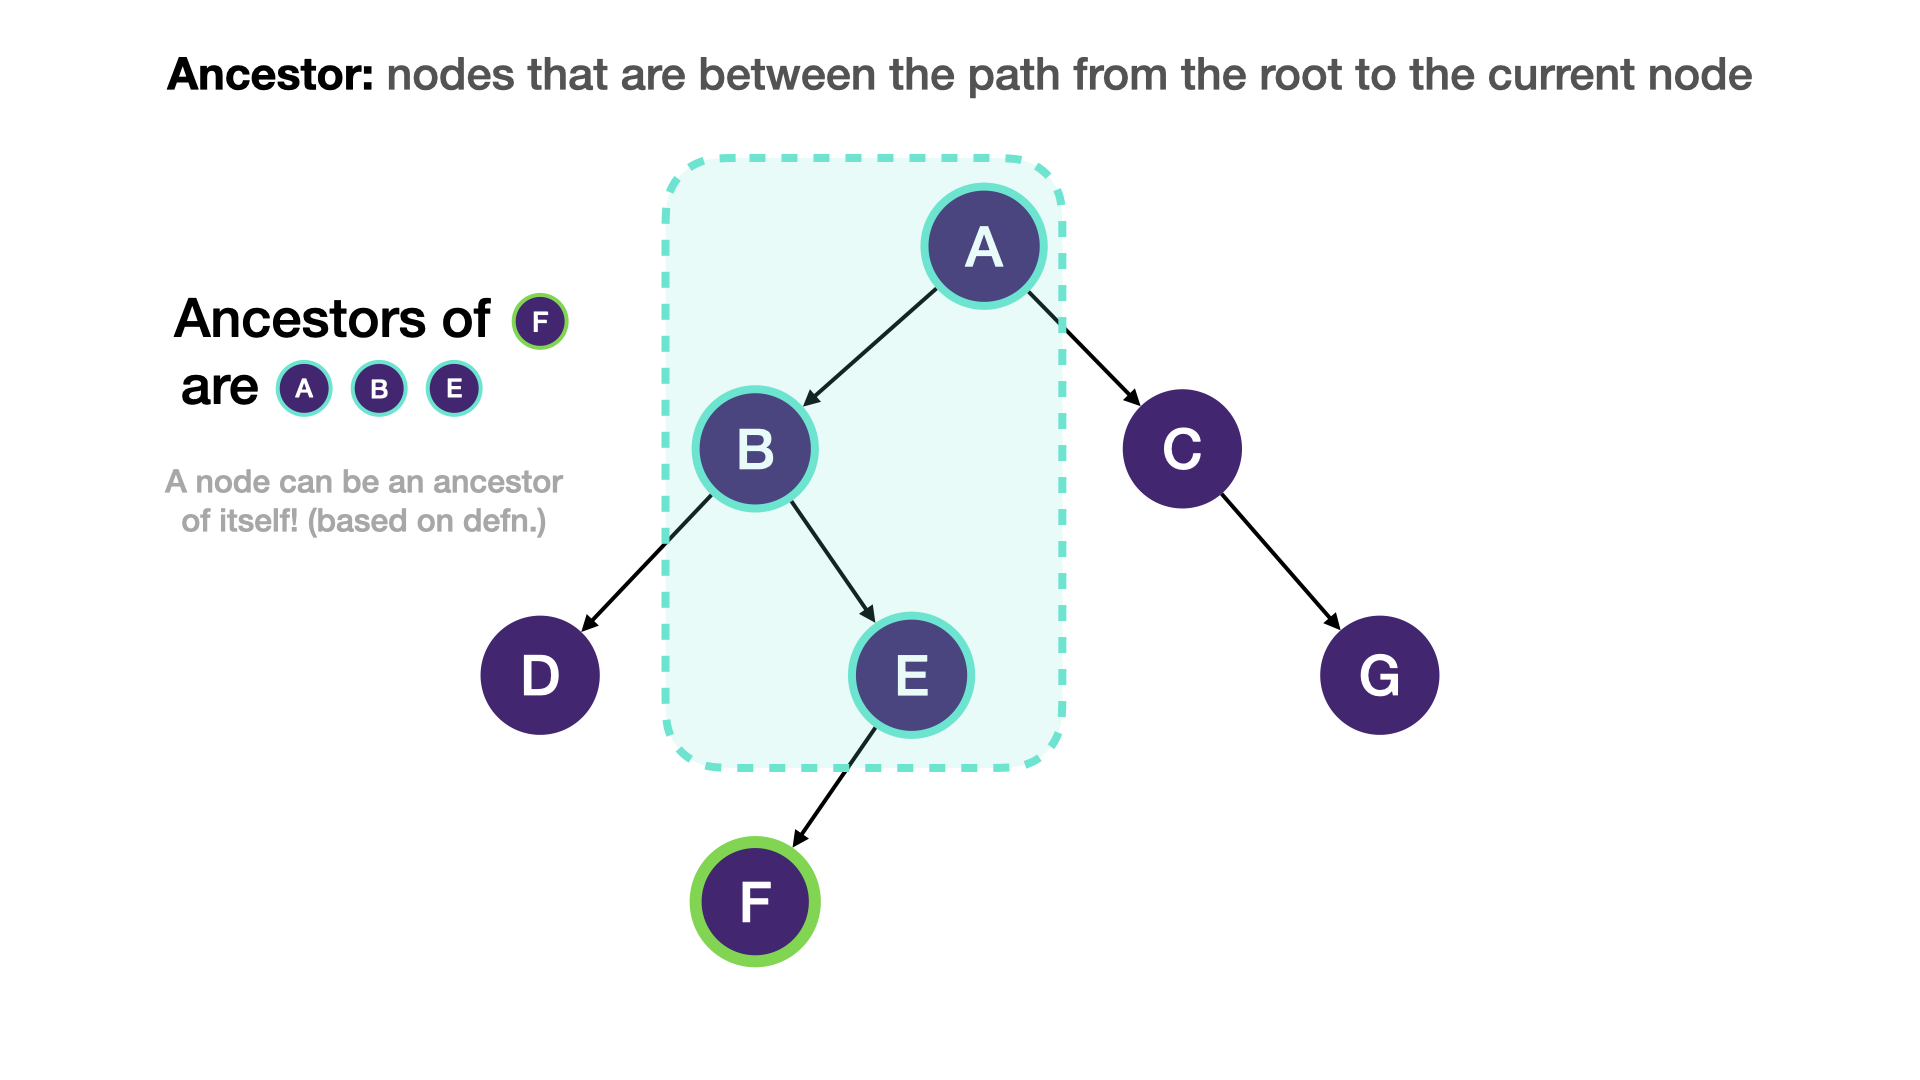 Ancestor: nodes that are between the path from the root to the current node
Ancestors of F
are A B E
A node can be an ancestor
of itself! (based on defn.)
A
B
C
D
E
G
F